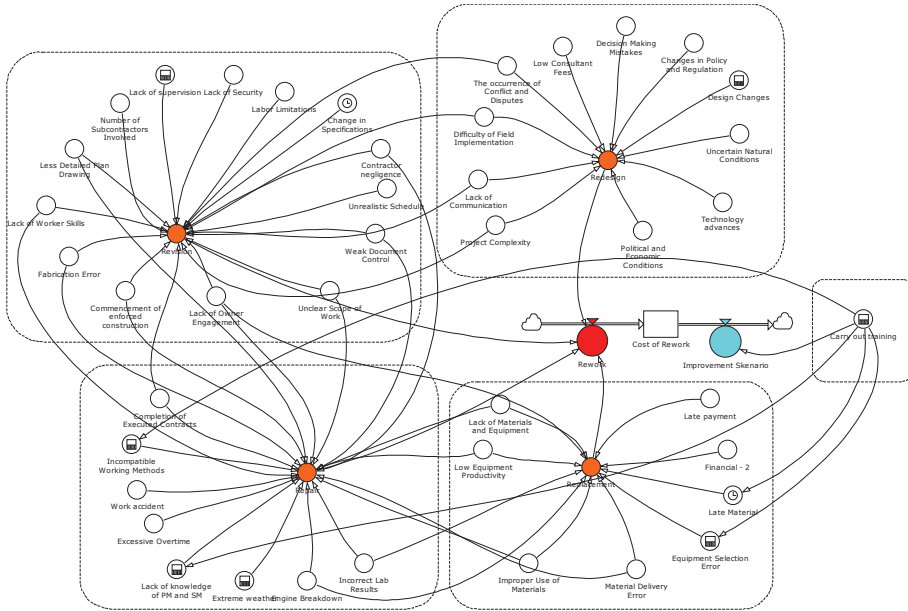 Lack of supervision
Lack of Security
Number of
Subcontractors
Involved
Labor Limitations
Change in
Specifications
Less Detailed Plan
Drawing
Contractor
negligence
Unrealistic Schedule
Lack of Worker Skills
Revision
Weak Document
Control
Fabrication Error
Commencement of
enforced
construction
Lack of Owner
Engagement
Unclear Scope of
Work
Decision Making
Mistakes
Low Consultant
Fees
Changes in Policy
and Regulation
The occurrence of
Conflict and
Disputes
Design Changes
Difficulty of Field
Implementation
Uncertain Natural
Conditions
Redesign
Lack of
Communication
Technology
advances
Project Complexity
Political and
Economic
Conditions
Rework
Cost of Rework
Improvement Skenario
Carry out training
Completion of
Executed Contracts
Incompatible
Working Methods
Repair
Work accident
Excessive Overtime
Lack of knowledge
of PM and SM
Extreme weather
Engine Breakdown
Incorrect Lab
Results
Lack of Materials
and Equipment
Late payment
Low Equipment
Productivity
Financial - 2
Replacement
Late Material
Equipment Selection
Error
Improper Use of
Materials
Material Delivery
Error